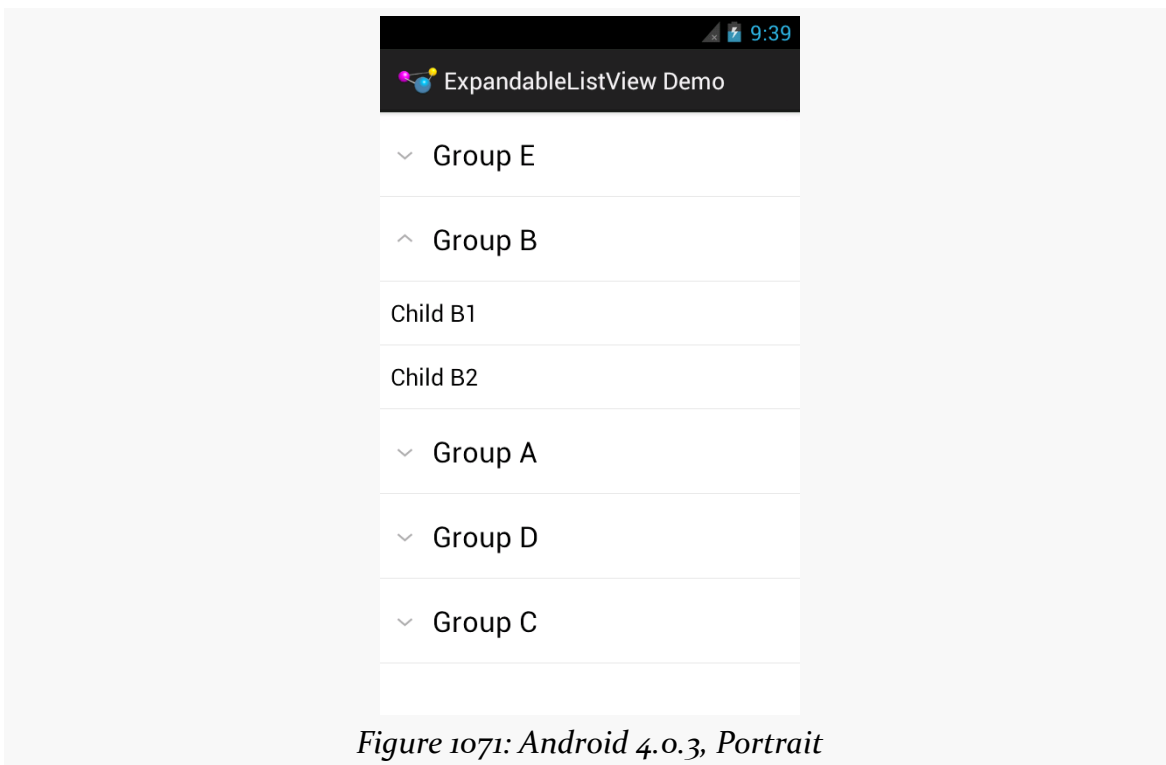 9:39
ExpandableListView Demo
Group E
Group B
Child B1
Child B2
Group A
Group D
Group C
Figure 1071: Android 4.0.3, Portrait